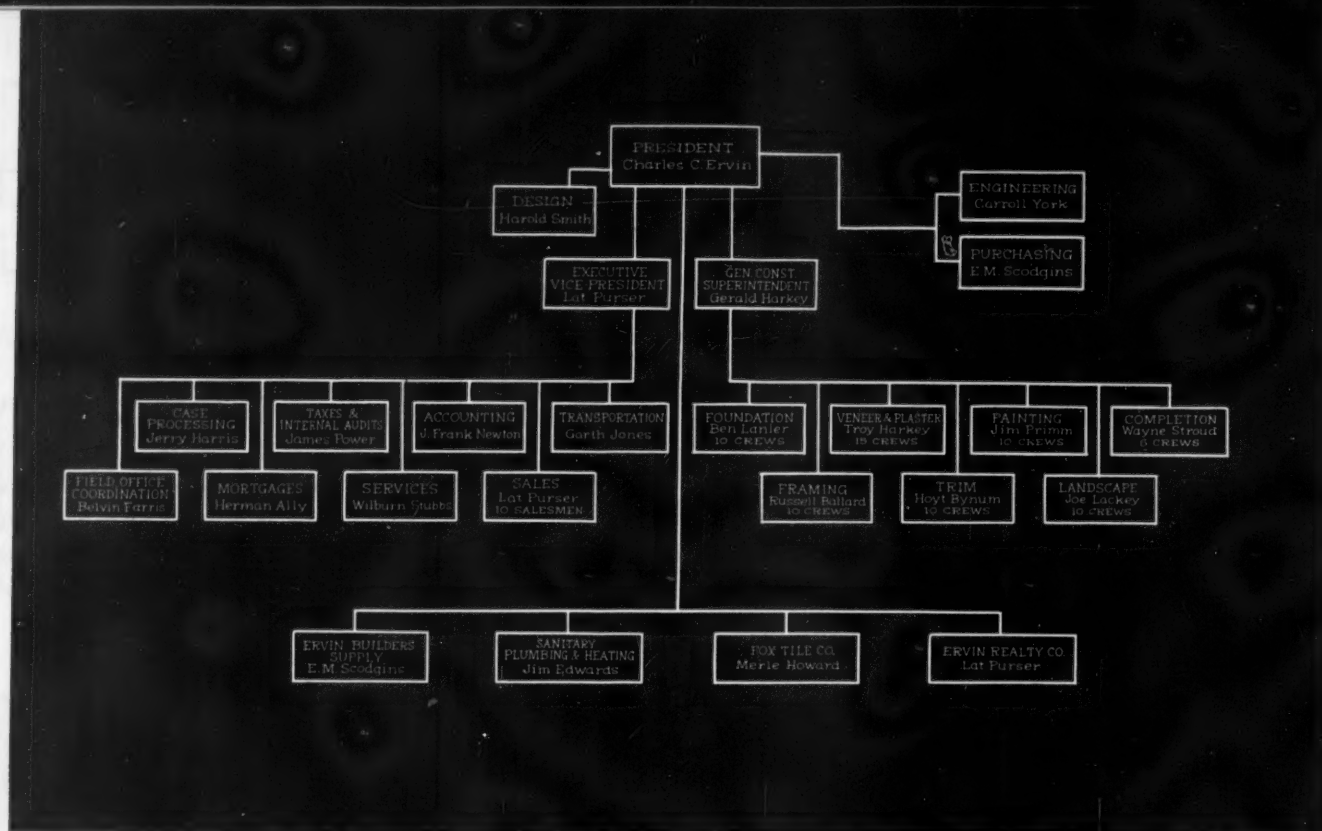 PRESIDENT
Charles C. Ervin
DESIGN
Harold Smith
ENGINEERING
Carroll York
PURCHASING
E.M. Scodgins
EXECUTIVE
VICE PRESIDENT
Lat Purser
GEN. CONST.
SUPERINTENDENT
Gerald Harkey
CASE
PROCESSING
Jerry Harris
TAXES &
INTERNAL AUDITS
James Power
ACCOUNTING
J. Frank Newton
TRANSPORTATION
Garth Jones
FOUNDATION
Ben Lanier
10 CREWS
VENEER & PLASTER
Troy Harkey
15 CREWS
PAINTING
Jim Primm
10 CREWS
COMPLETION
Wayne Stroud
6 CREWS
FIELD OFFICE
COORDINATION
Belvin Farris
MORTGAGES
Herman Ally
SERVICES
Wilburn Stubbs
SALES
Lat Purser
10 SALESMEN
FRAMING
Russell Ballard
10 CREWS
TRIM
Hoyt Bynum
10 CREWS
LANDSCAPE
Joe Lackey
10 CREWS
ERVIN BUILDERS
SUPPLY
E.M. Scodgins
SANITARY
PLUMBING & HEATING
Jim Edwards
FOX TILE CO.
Merle Howard
ERVIN REALTY CO.
Lat Purser